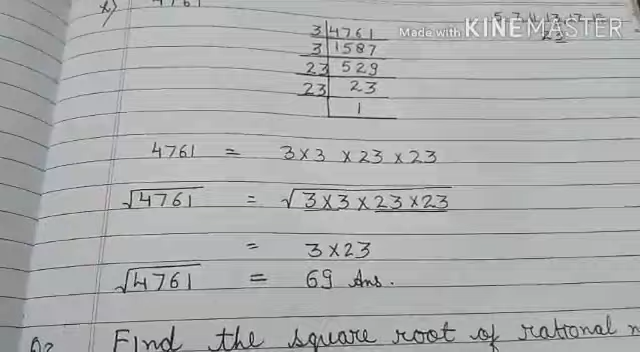 x) 4761
Made with KINEMASTER
3 | 4761
3 | 1587
23 | 529
23 | 23
1
4761 = 3×3 × 23 × 23
√4761 = √3×3 × 23 × 23
= 3 × 23
√4761 = 69 Ans.
Q2 Find the square root of rational